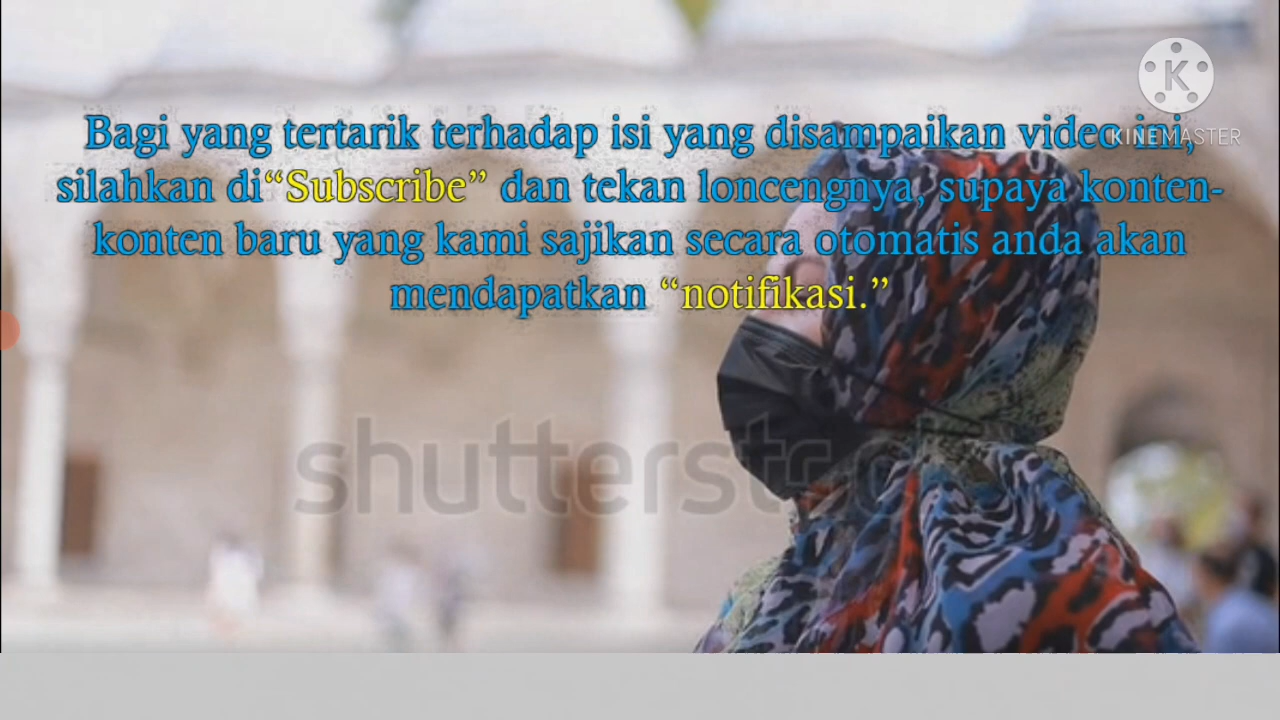 K
KINEMASTER
Bagi yang tertarik terhadap isi yang disampaikan video ini,
silahkan di“Subscribe” dan tekan loncengnya, supaya konten-
konten baru yang kami sajikan secara otomatis anda akan
mendapatkan “notifikasi.”
shutterstock